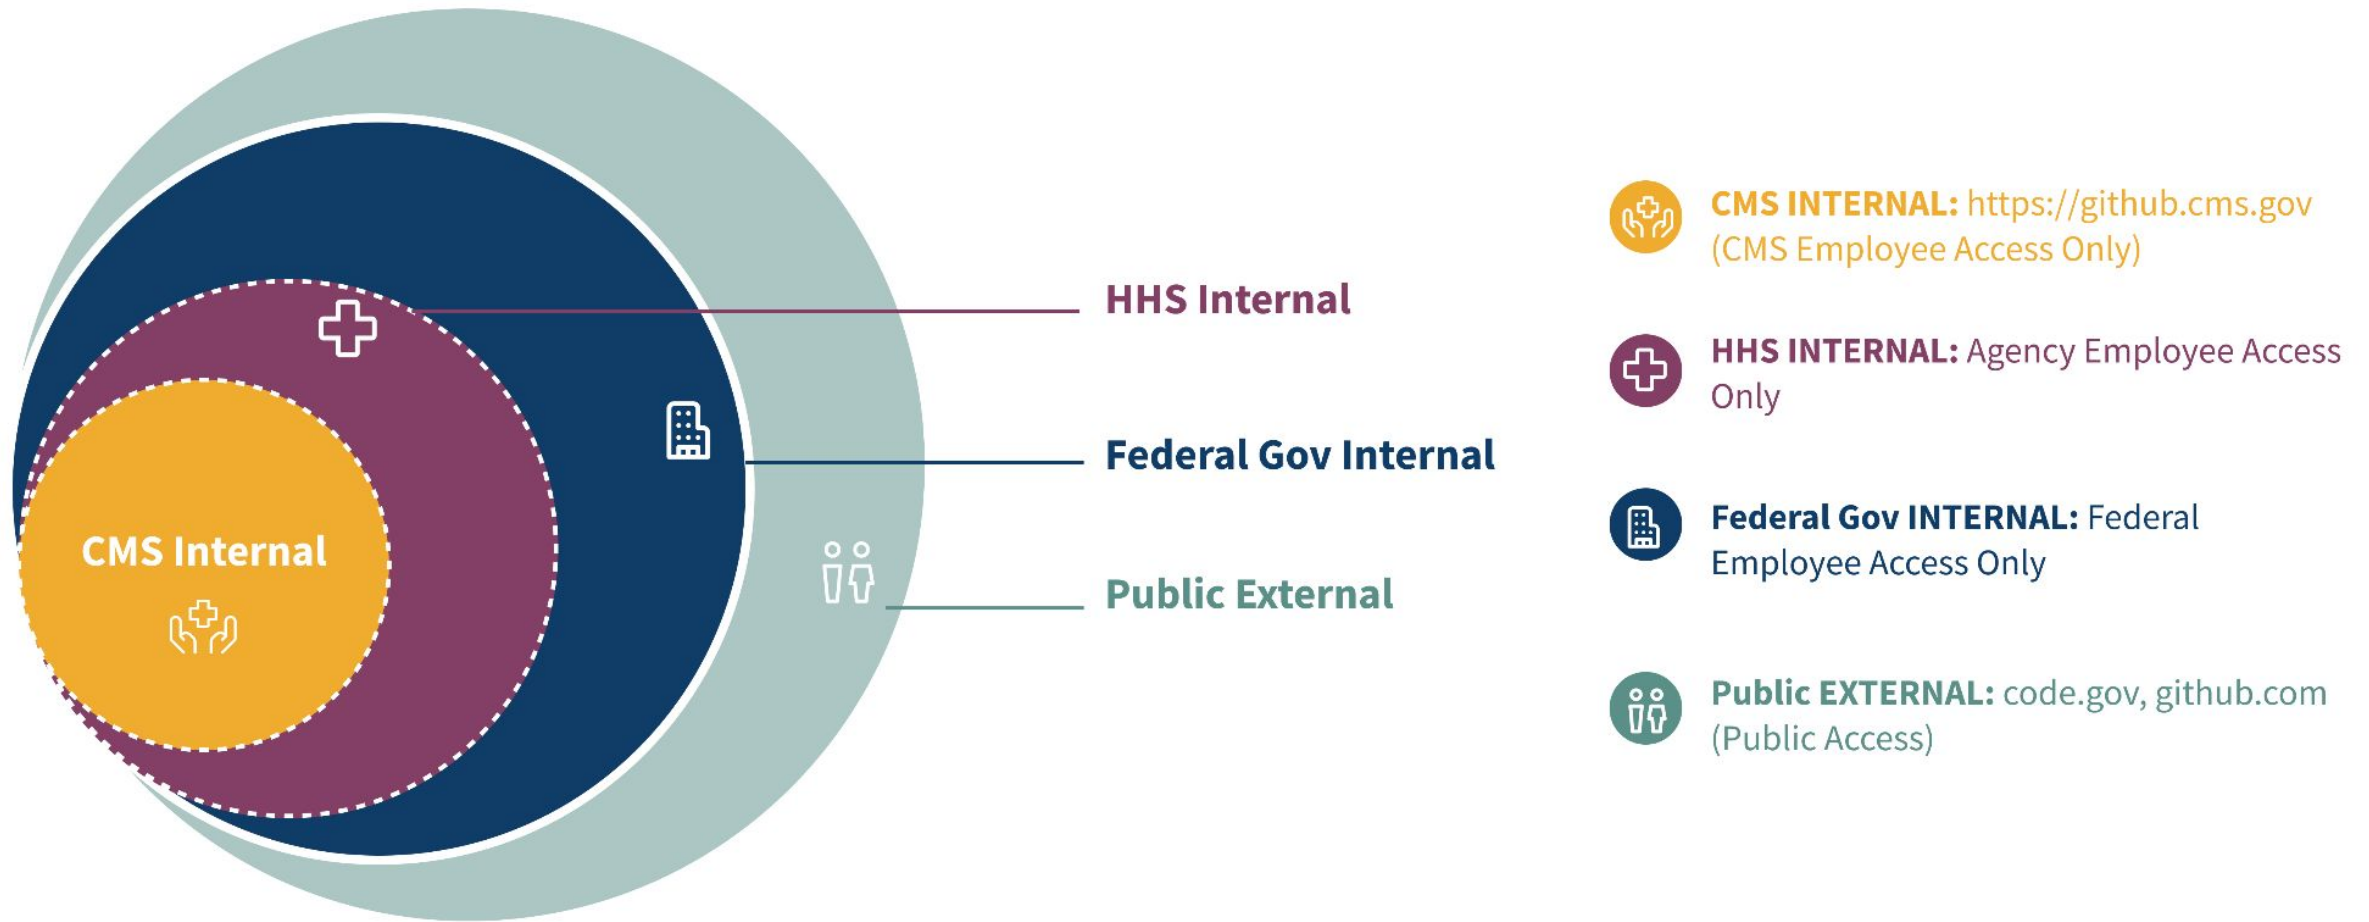 CMS Internal
HHS Internal
Federal Gov Internal
Public External
CMS INTERNAL: https://github.cms.gov
(CMS Employee Access Only)
HHS INTERNAL: Agency Employee Access
Only
Federal Gov INTERNAL: Federal
Employee Access Only
Public EXTERNAL: code.gov, github.com
(Public Access)